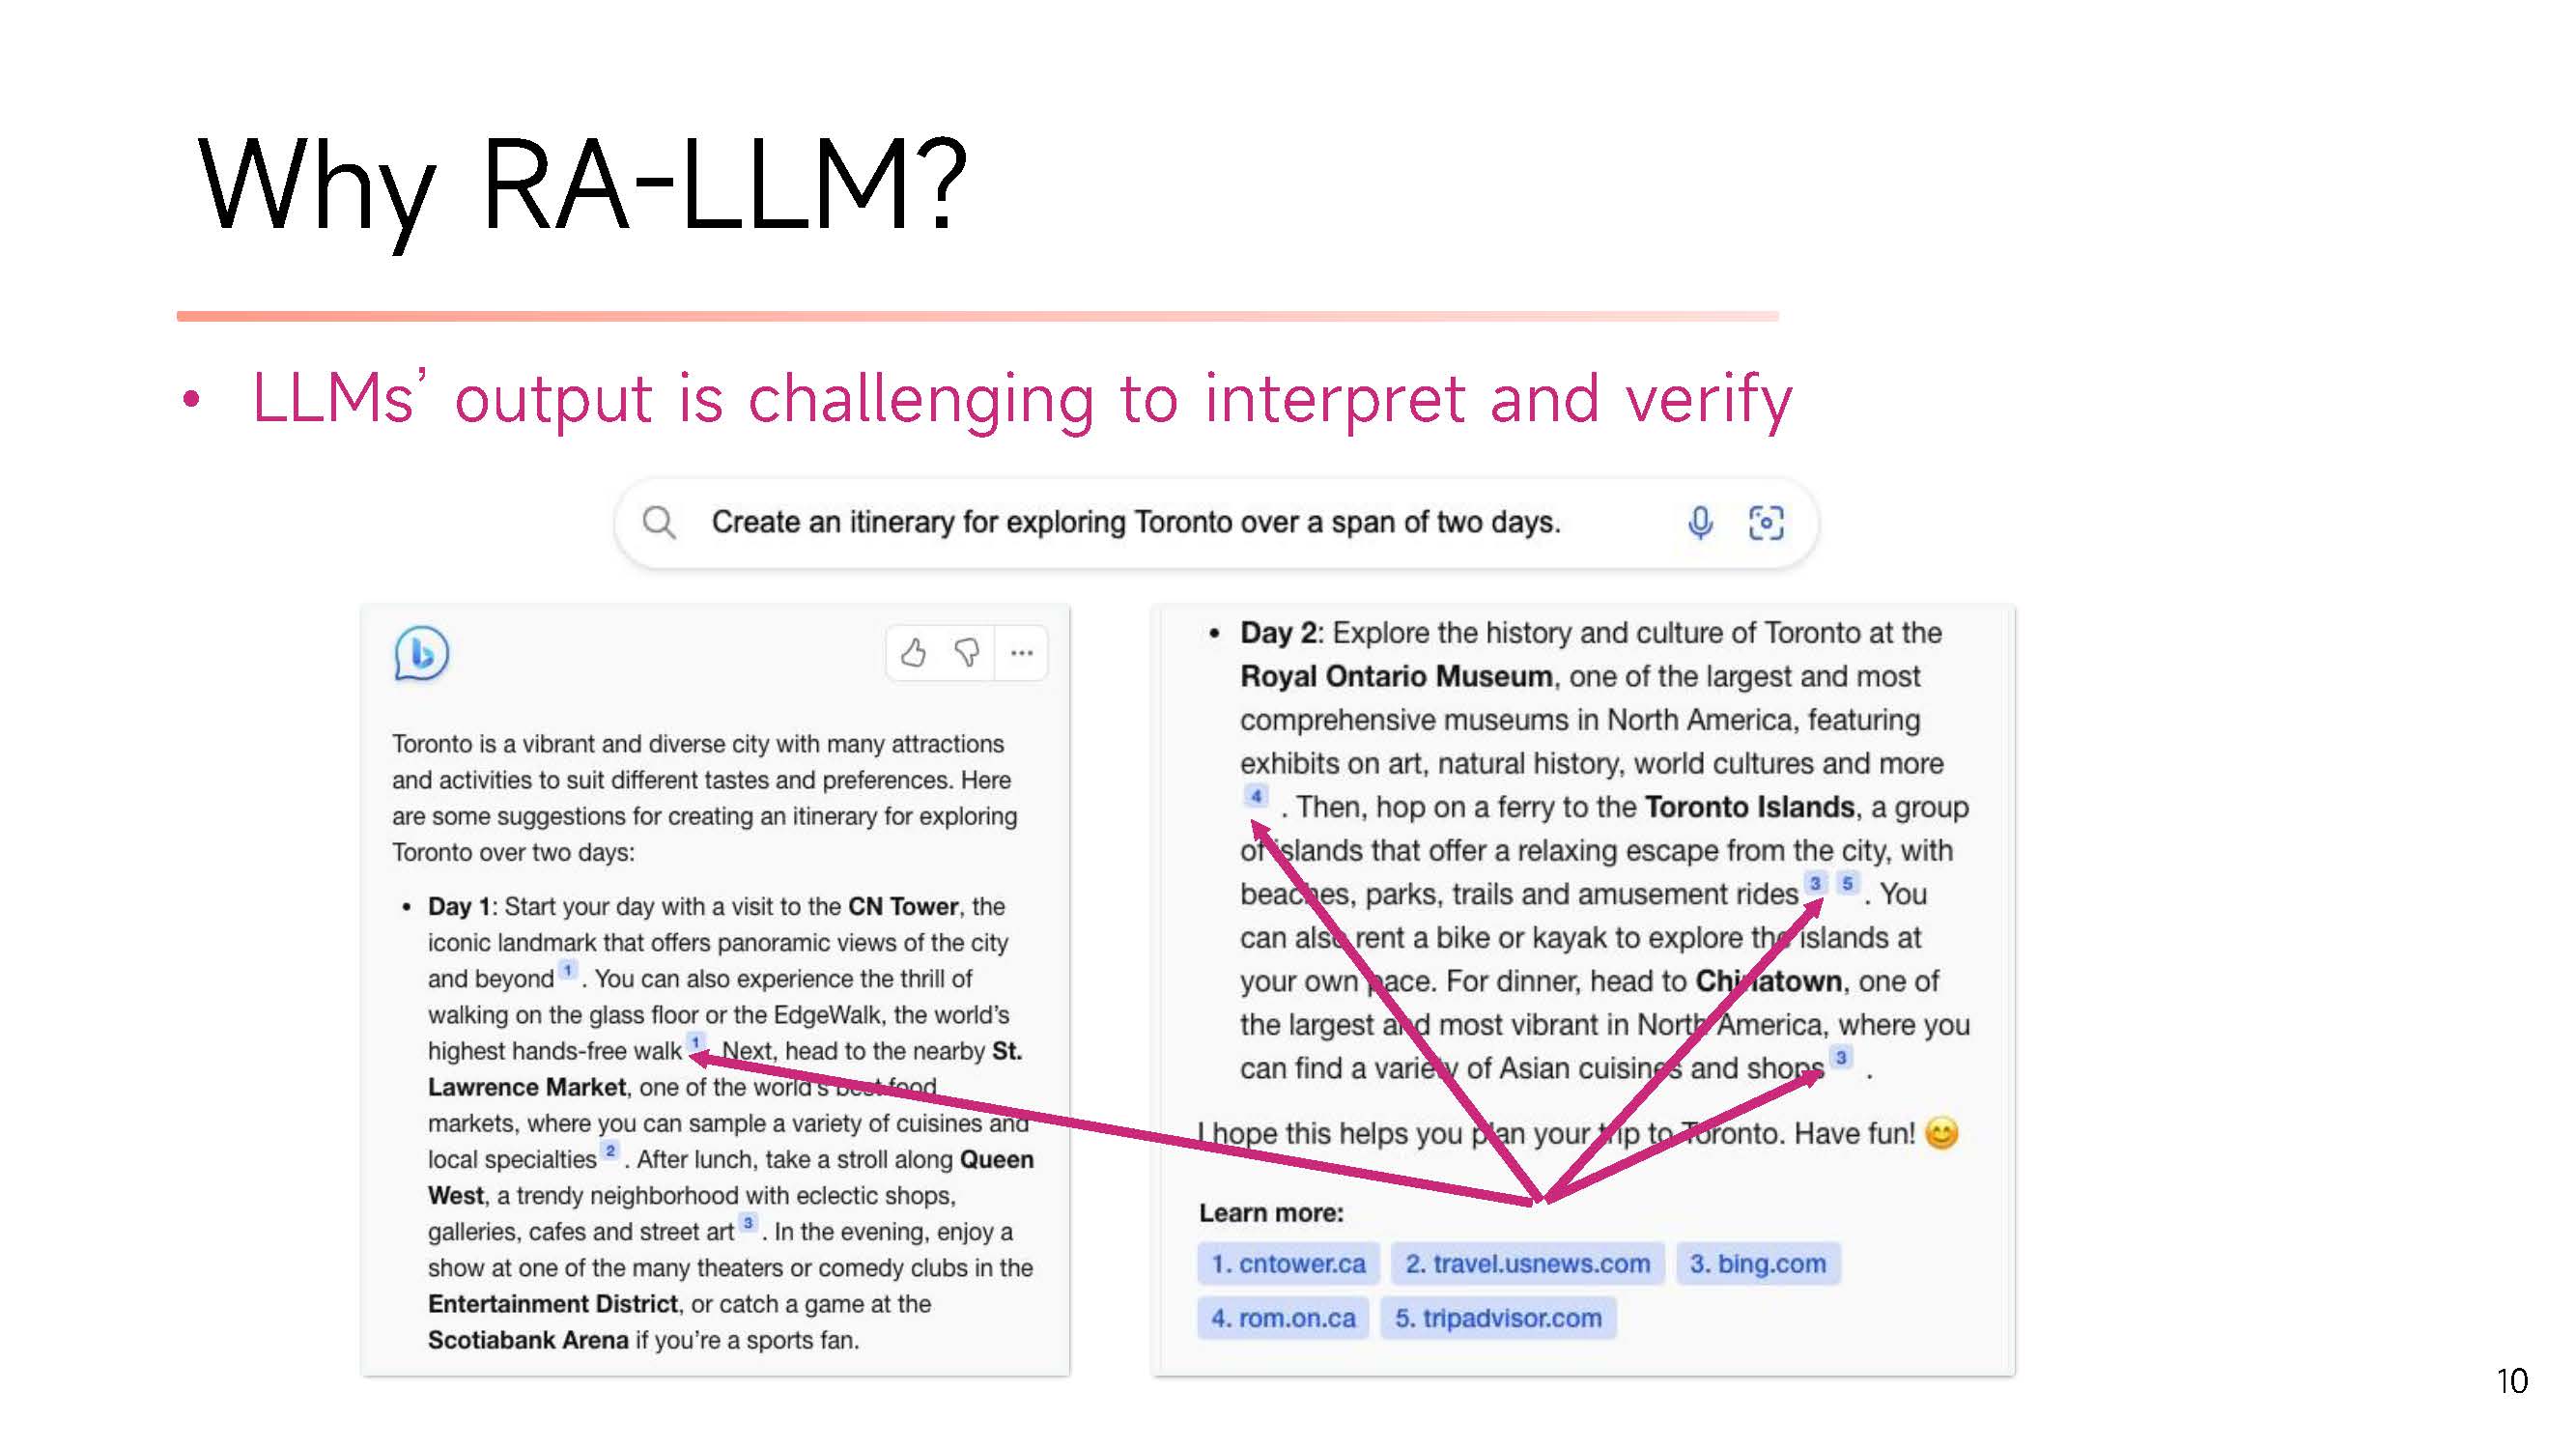 Why RA-LLM?
• LLMs’ output is challenging to interpret and verify
Create an itinerary for exploring Toronto over a span of two days.
Toronto is a vibrant and diverse city with many attractions
and activities to suit different tastes and preferences. Here
are some suggestions for creating an itinerary for exploring
Toronto over two days:
• Day 1: Start your day with a visit to the CN Tower, the
iconic landmark that offers panoramic views of the city
and beyond 1 . You can also experience the thrill of
walking on the glass floor or the EdgeWalk, the world’s
highest hands-free walk 1 . Next, head to the nearby St.
Lawrence Market, one of the world’s best food
markets, where you can sample a variety of cuisines and
local specialties 2 . After lunch, take a stroll along Queen
West, a trendy neighborhood with eclectic shops,
galleries, cafes and street art 3 . In the evening, enjoy a
show at one of the many theaters or comedy clubs in the
Entertainment District, or catch a game at the
Scotiabank Arena if you’re a sports fan.
• Day 2: Explore the history and culture of Toronto at the
Royal Ontario Museum, one of the largest and most
comprehensive museums in North America, featuring
exhibits on art, natural history, world cultures and more
4 . Then, hop on a ferry to the Toronto Islands, a group
of islands that offer a relaxing escape from the city, with
beaches, parks, trails and amusement rides 3 5 . You
can also rent a bike or kayak to explore the islands at
your own pace. For dinner, head to Chinatown, one of
the largest and most vibrant in North America, where you
can find a variety of Asian cuisines and shops 3 .
I hope this helps you plan your trip to Toronto. Have fun! 😊
Learn more:
1. cntower.ca 2. travel.usnews.com 3. bing.com
4. rom.on.ca 5. tripadvisor.com
10